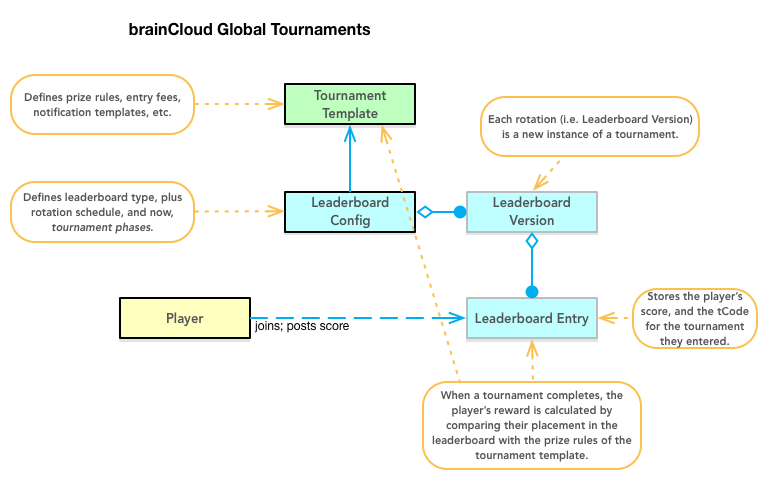 brainCloud Global Tournaments
Defines prize rules, entry fees,
notification templates, etc.
Tournament
Template
Each rotation (i.e. Leaderboard Version)
is a new instance of a tournament.
Defines leaderboard type, plus
rotation schedule, and now,
tournament phases.
Leaderboard
Config
Leaderboard
Version
Player
joins; posts score
Leaderboard Entry
Stores the player's
score, and the tCode
for the tournament
they entered.
When a tournament completes, the
player's reward is calculated by
comparing their placement in the
leaderboard with the prize rules of the
tournament template.